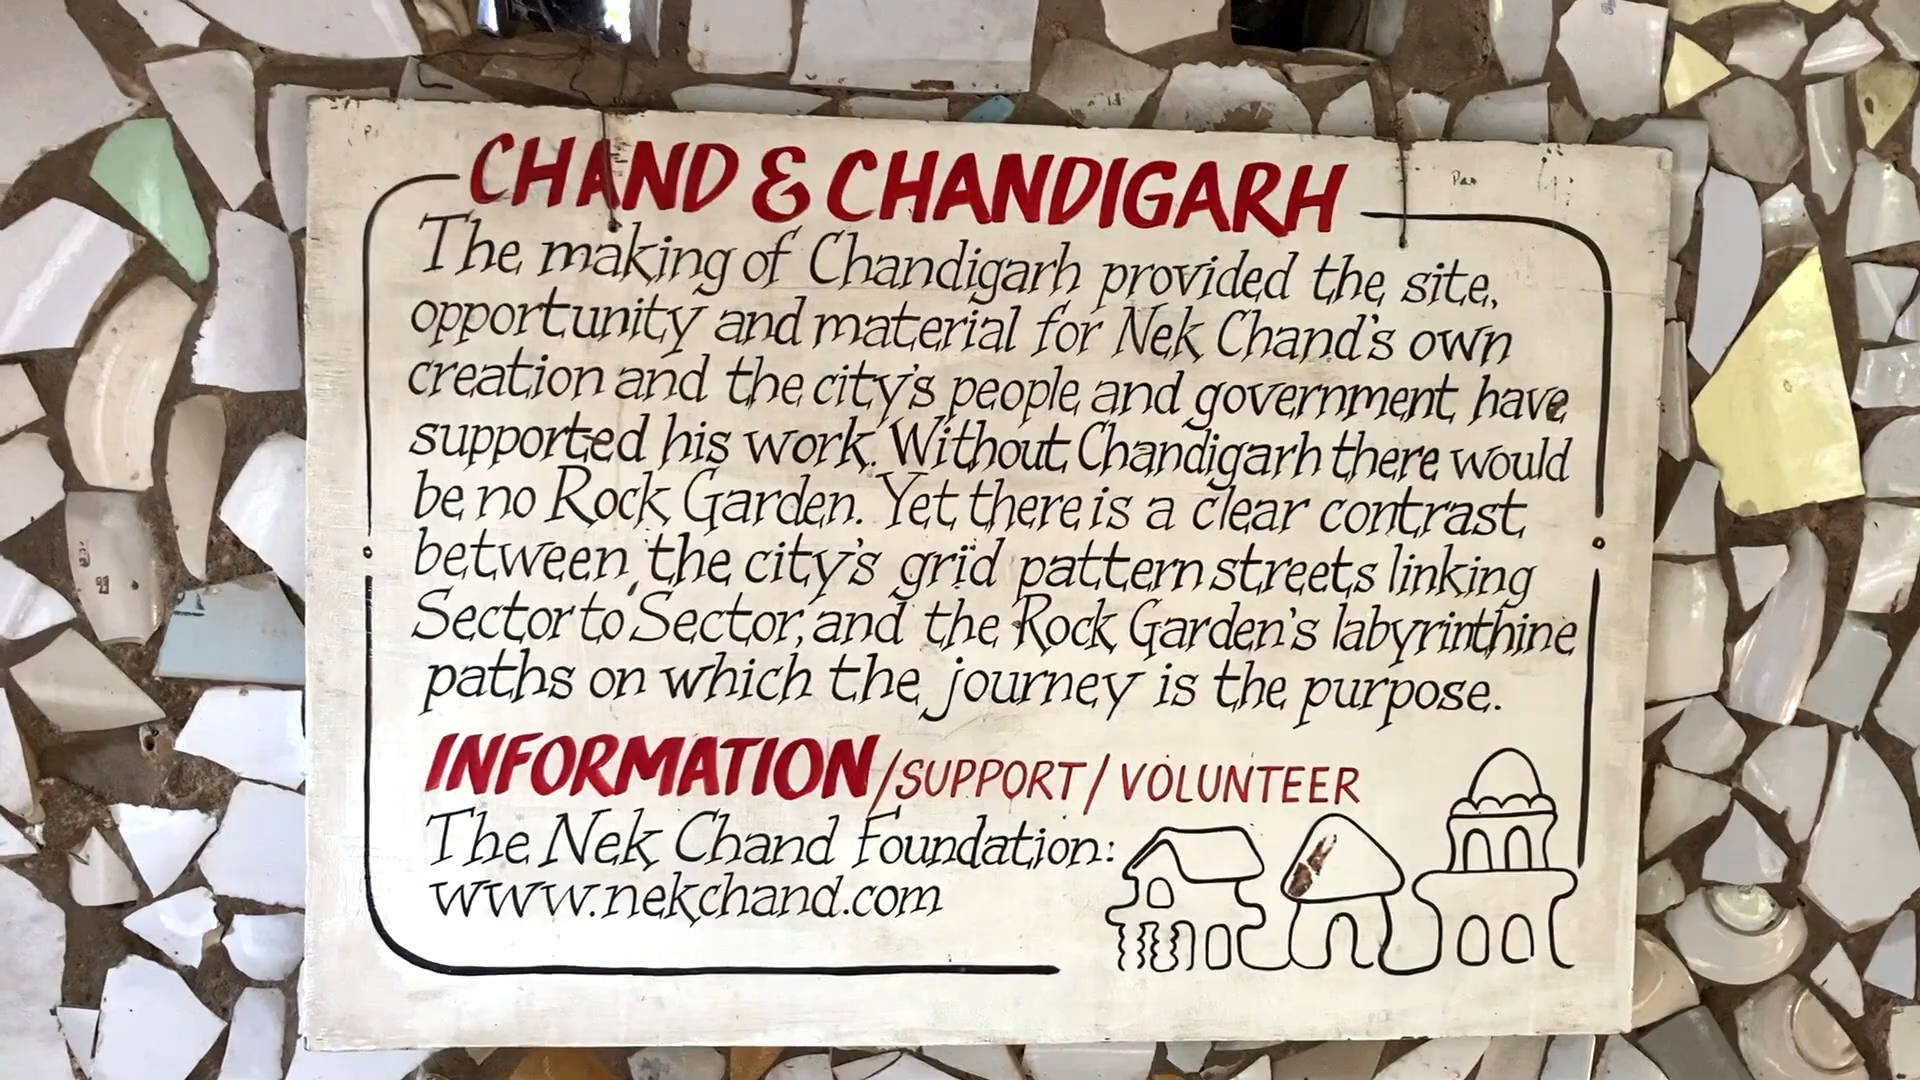 CHAND & CHANDIGARH
The making of Chandigarh provided the site,
opportunity and material for Nek Chand's own
creation and the city's people and government have
supported his work. Without Chandigarh there would
be no Rock Garden. Yet there is a clear contrast
between the city's grid pattern streets linking
Sector to Sector, and the Rock Garden's labyrinthine
paths on which the journey is the purpose.
INFORMATION/SUPPORT/VOLUNTEER
The Nek Chand Foundation:
www.nekchand.com